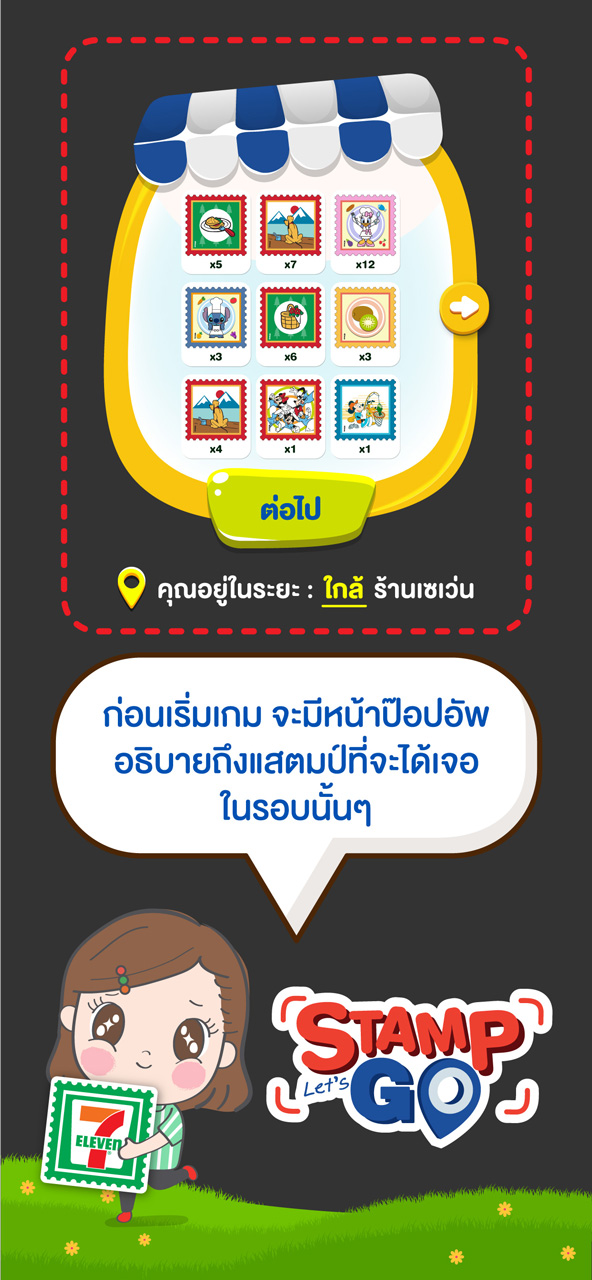 x5
x7
x12
x3
x6
x3
x4
x1
x1
ต่อไป
คุณอยู่ในระยะ : ใกล้ ร้านเซเว่น
ก่อนเริ่มเกม จะมีหน้าป๊อปอัพ
อธิบายถึงแสตมป์ที่จะได้เจอ
ในรอบนั้นๆ
STAMP
Let's GO
7
ELEVEn